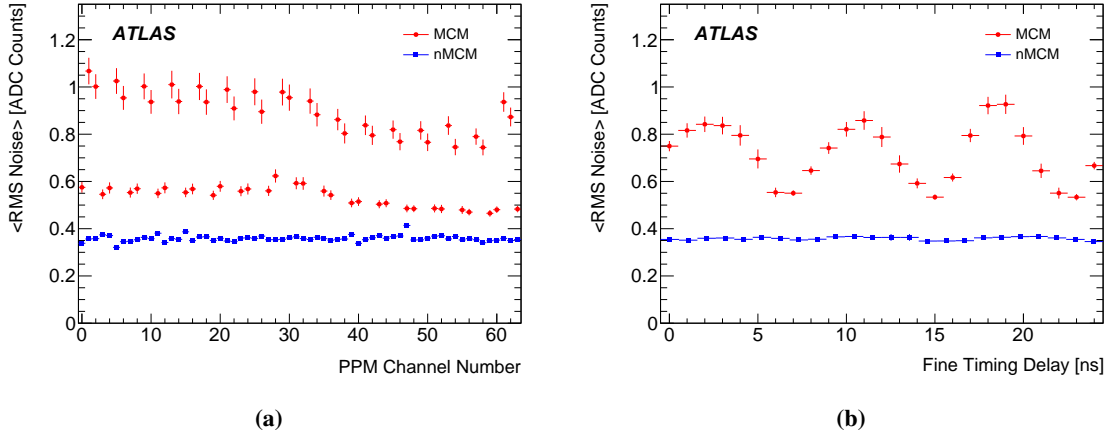 <RMS Noise> [ADC Counts]
1.2
1
0.8
0.6
0.4
0.2
0
ATLAS
MCM
nMCM
0 10 20 30 40 50 60
PPM Channel Number
(a)
<RMS Noise> [ADC Counts]
1.2
1
0.8
0.6
0.4
0.2
0
ATLAS
MCM
nMCM
0 5 10 15 20
Fine Timing Delay [ns]
(b)